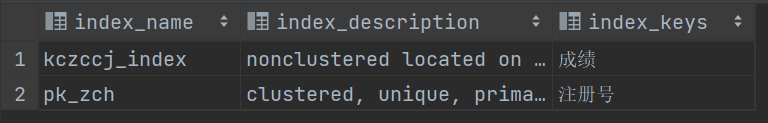 index_name index_description index_keys
1 kczccj_index nonclustered located on … 成绩
2 pk_zch clustered, unique, prima… 注册号